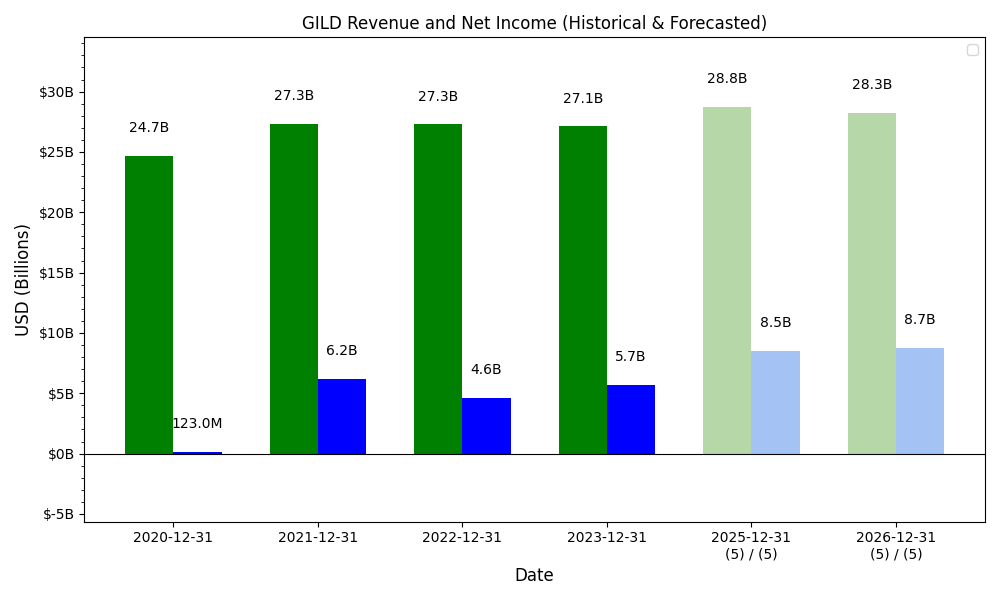 GILD Revenue and Net Income (Historical & Forecasted)
USD (Billions)
$30B
$25B
$20B
$15B
$10B
$5B
$0B
$-5B
24.7B
123.0M
27.3B
6.2B
27.3B
4.6B
27.1B
5.7B
28.8B
8.5B
28.3B
8.7B
2020-12-31
2021-12-31
2022-12-31
2023-12-31
2025-12-31
(5) / (5)
2026-12-31
(5) / (5)
Date